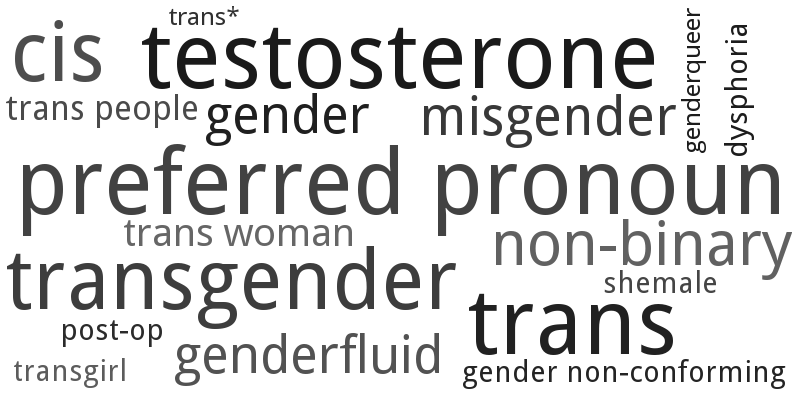 trans*
cis
testosterone
genderqueer
dysphoria
trans people
gender
misgender
preferred pronoun
trans woman
non-binary
transgender
shemale
trans
post-op
genderfluid
transgirl
gender non-conforming